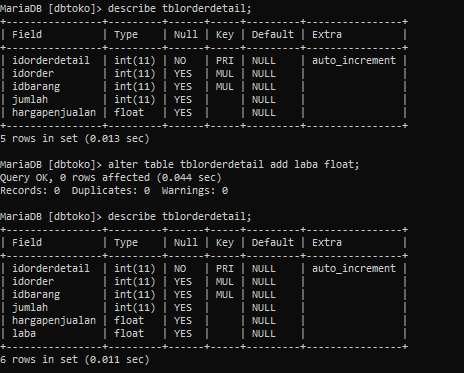 MariaDB [dbtoko]> describe tblorderdetail;
+----------------+---------+------+-----+---------+----------------+
| Field          | Type    | Null | Key | Default | Extra          |
+----------------+---------+------+-----+---------+----------------+
| idorderdetail  | int(11) | NO   | PRI | NULL    | auto_increment |
| idorder        | int(11) | YES  | MUL | NULL    |                |
| idbarang       | int(11) | YES  | MUL | NULL    |                |
| jumlah         | int(11) | YES  |     | NULL    |                |
| hargapenjualan | float   | YES  |     | NULL    |                |
+----------------+---------+------+-----+---------+----------------+
5 rows in set (0.013 sec)

MariaDB [dbtoko]> alter table tblorderdetail add laba float;
Query OK, 0 rows affected (0.044 sec)
Records: 0  Duplicates: 0  Warnings: 0

MariaDB [dbtoko]> describe tblorderdetail;
+----------------+---------+------+-----+---------+----------------+
| Field          | Type    | Null | Key | Default | Extra          |
+----------------+---------+------+-----+---------+----------------+
| idorderdetail  | int(11) | NO   | PRI | NULL    | auto_increment |
| idorder        | int(11) | YES  | MUL | NULL    |                |
| idbarang       | int(11) | YES  | MUL | NULL    |                |
| jumlah         | int(11) | YES  |     | NULL    |                |
| hargapenjualan | float   | YES  |     | NULL    |                |
| laba           | float   | YES  |     | NULL    |                |
+----------------+---------+------+-----+---------+----------------+
6 rows in set (0.011 sec)